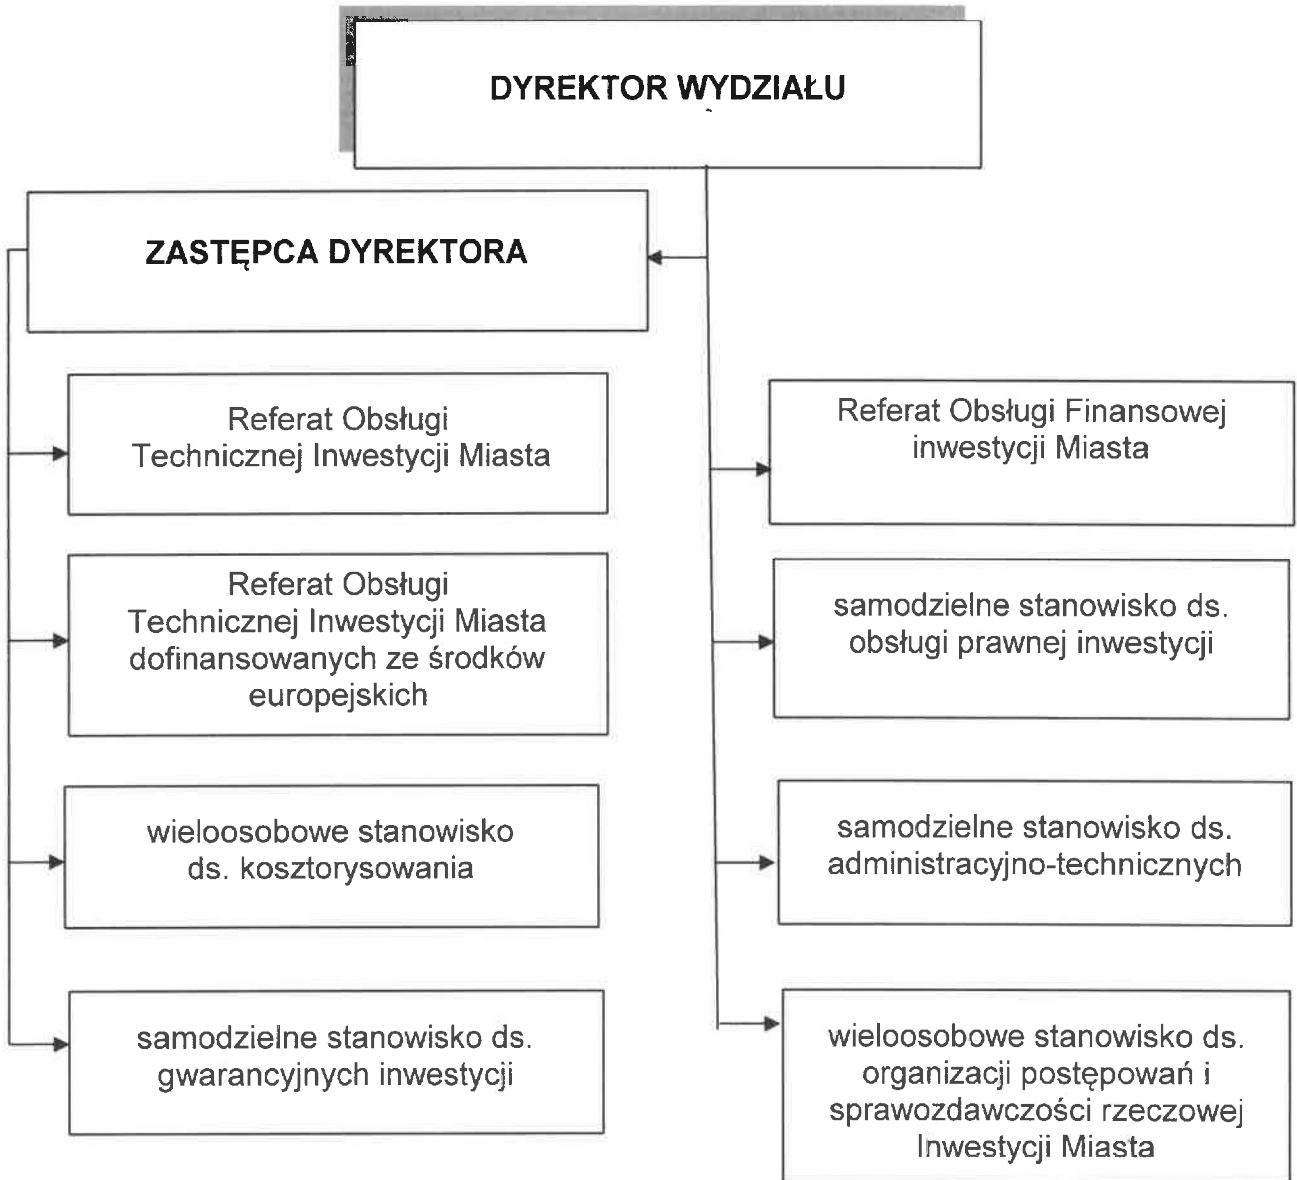 DYREKTOR WYDZIAŁU
ZASTĘPCA DYREKTORA
Referat Obsługi
Technicznej Inwestycji Miasta
Referat Obsługi
Technicznej Inwestycji Miasta
dofinansowanych ze środków
europejskich
wieloosobowe stanowisko
ds. kosztorysowania
samodzielne stanowisko ds.
gwarancyjnych inwestycji
Referat Obsługi Finansowej
inwestycji Miasta
samodzielne stanowisko ds.
obsługi prawnej inwestycji
samodzielne stanowisko ds.
administracyjno-technicznych
wieloosobowe stanowisko ds.
organizacji postępowań i
sprawozdawczości rzeczowej
Inwestycji Miasta